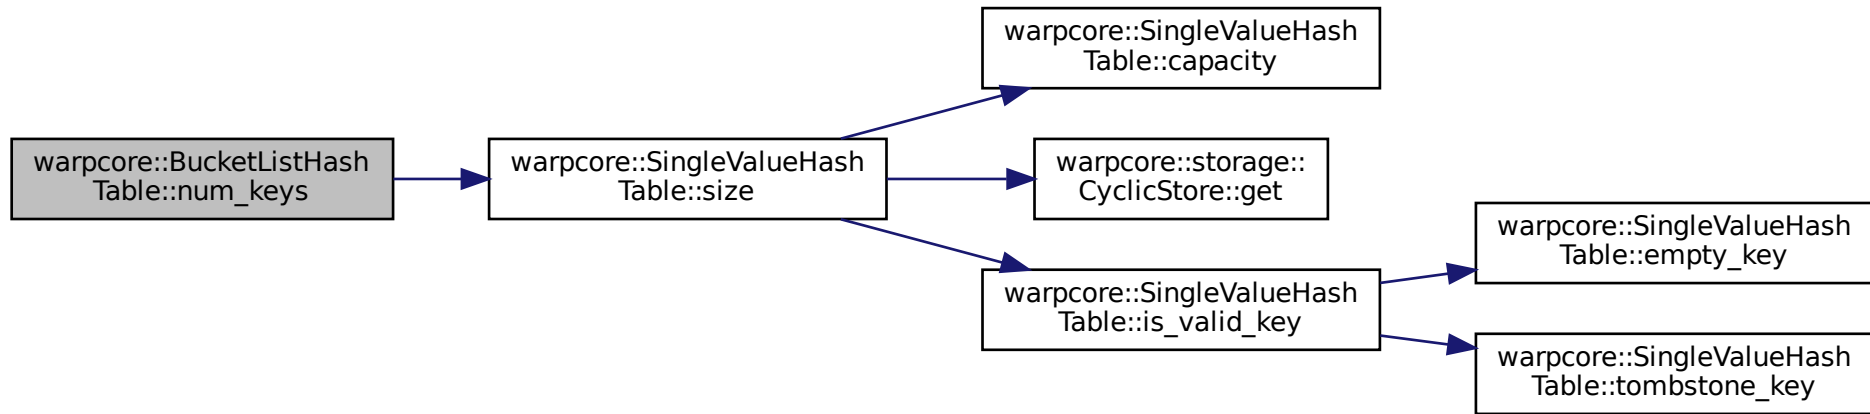 warpcore::BucketListHash
Table::num_keys
warpcore::SingleValueHash
Table::size
warpcore::SingleValueHash
Table::capacity
warpcore::storage::
CyclicStore::get
warpcore::SingleValueHash
Table::is_valid_key
warpcore::SingleValueHash
Table::empty_key
warpcore::SingleValueHash
Table::tombstone_key